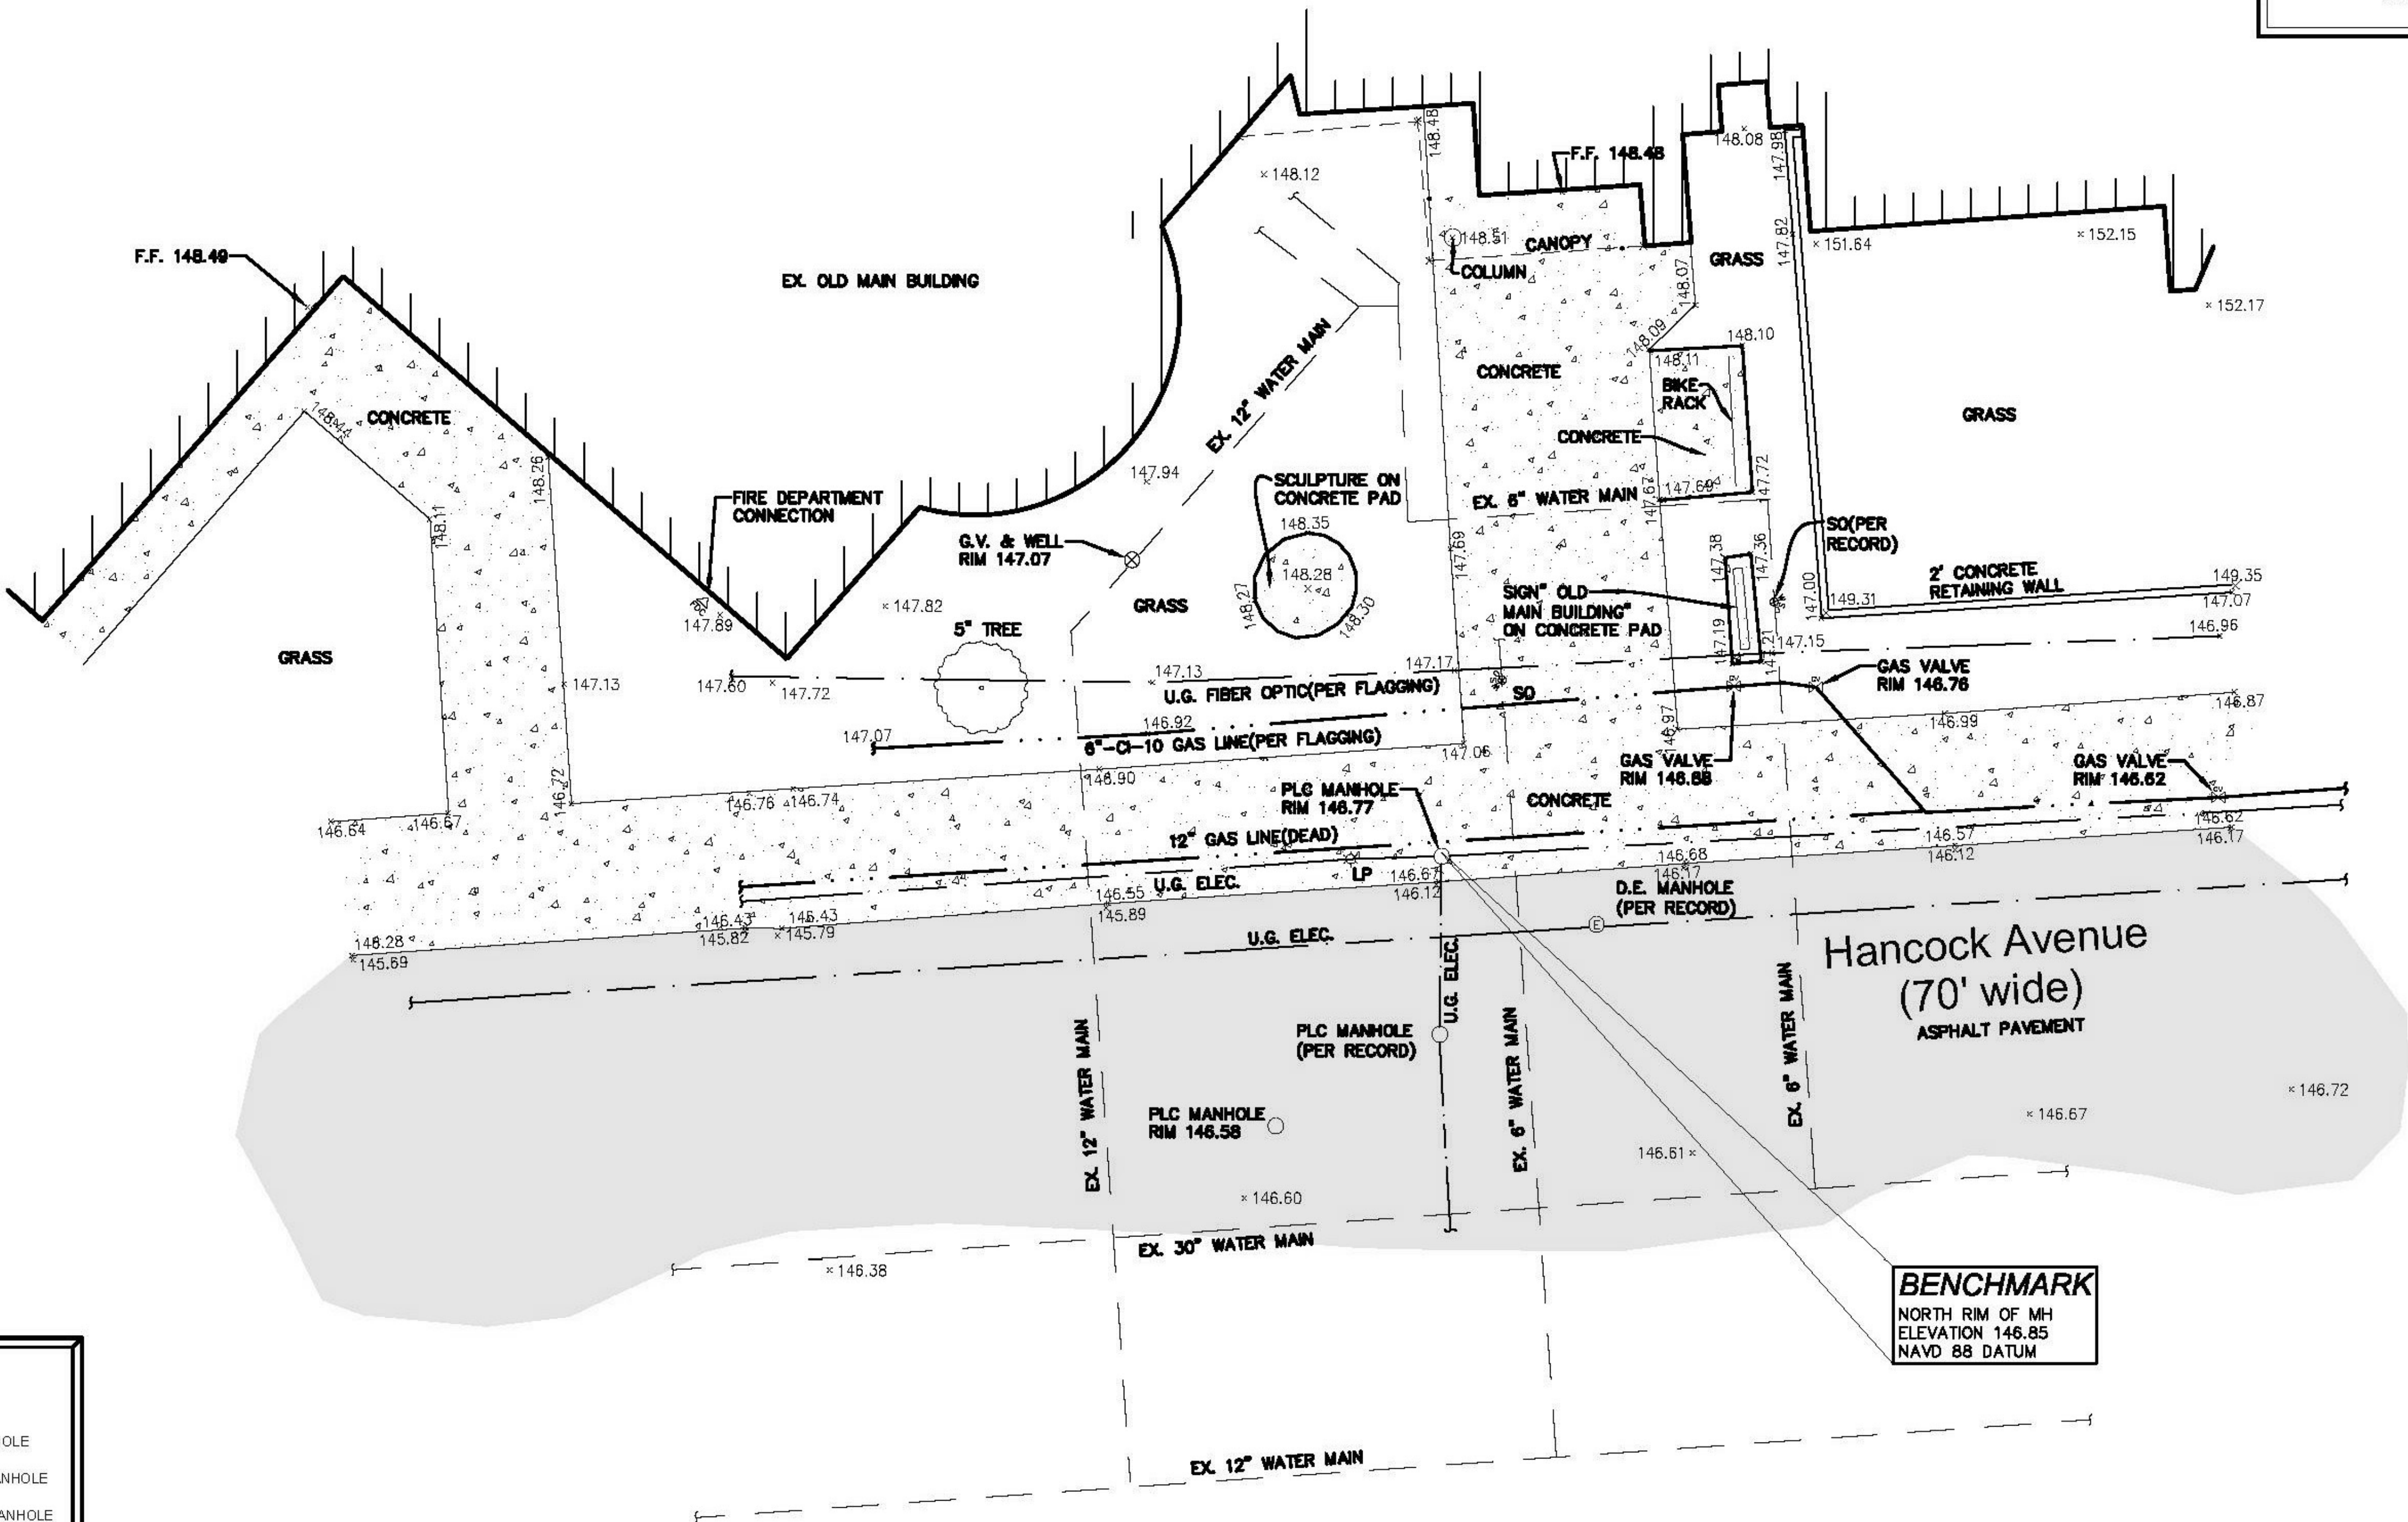 148.48
148.08
147.98
F.F. 148.48
×148.12
F.F. 148.49
EX. OLD MAIN BUILDING
148.51
CANOPY
COLUMN
GRASS
147.82
×151.64
×152.15
×152.17
148.07
148.09
148.10
148.11
EX. 12" WATER MAIN
CONCRETE
BIKE
RACK
CONCRETE
GRASS
148.44
CONCRETE
148.26
148.11
FIRE DEPARTMENT
CONNECTION
147.94
SCULPTURE ON
CONCRETE PAD
EX. 6" WATER MAIN
147.67
147.69
147.72
G.V. & WELL
RIM 147.07
148.35
148.28
148.27
148.30
147.69
147.38
147.36
SO(PER
RECORD)
2' CONCRETE
RETAINING WALL
149.35
147.07
146.96
147.00
149.31
GRASS
×147.82
147.89
5" TREE
GRASS
SIGN" OLD
MAIN BUILDING"
ON CONCRETE PAD
147.19
147.21
147.15
×147.13
147.60
×147.72
147.13
147.17
U.G. FIBER OPTIC(PER FLAGGING)
SO
GAS VALVE
RIM 146.76
146.87
147.07
146.92
6"-CI-10 GAS LINE(PER FLAGGING)
147.06
146.97
146.99
146.90
GAS VALVE
RIM 146.68
GAS VALVE
RIM 146.62
146.72
146.76
146.74
146.64
146.67
PLC MANHOLE
RIM 146.77
CONCRETE
12" GAS LINE(DEAD)
146.62
146.17
146.57
146.12
146.68
146.17
U.G. ELEC.
LP
146.67
146.12
146.55
145.89
146.43
145.82
146.43
×145.79
146.28
145.69
D.E. MANHOLE
(PER RECORD)
E
U.G. ELEC.
U.G. ELEC.
Hancock Avenue
(70' wide)
ASPHALT PAVEMENT
PLC MANHOLE
(PER RECORD)
EX. 12" WATER MAIN
EX. 6" WATER MAIN
EX. 6" WATER MAIN
PLC MANHOLE
RIM 146.58
×146.72
×146.67
146.61×
×146.60
EX. 30" WATER MAIN
×146.38
BENCHMARK
NORTH RIM OF MH
ELEVATION 146.85
NAVD 88 DATUM
EX. 12" WATER MAIN
OLE
ANHOLE
ANHOLE